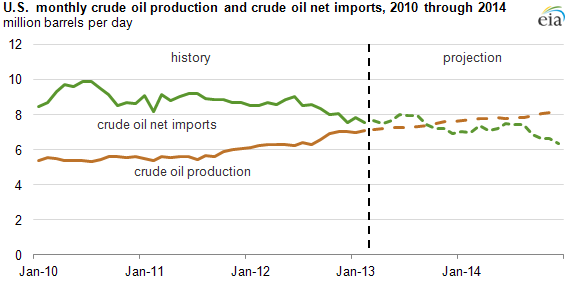 U.S. monthly crude oil production and crude oil net imports, 2010 through 2014
million barrels per day
eia
12
history
projection
10
8
crude oil net imports
6
crude oil production
4
2
0
Jan-10 Jan-11 Jan-12 Jan-13 Jan-14